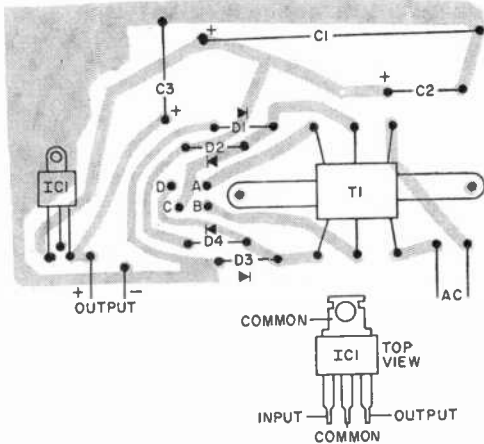 +
C1
C3
+
C2
+
D1
D2
IC1
D
A
T1
C
B
D4
D3
+
-
OUTPUT
AC
COMMON
IC1
TOP
VIEW
INPUT
OUTPUT
COMMON